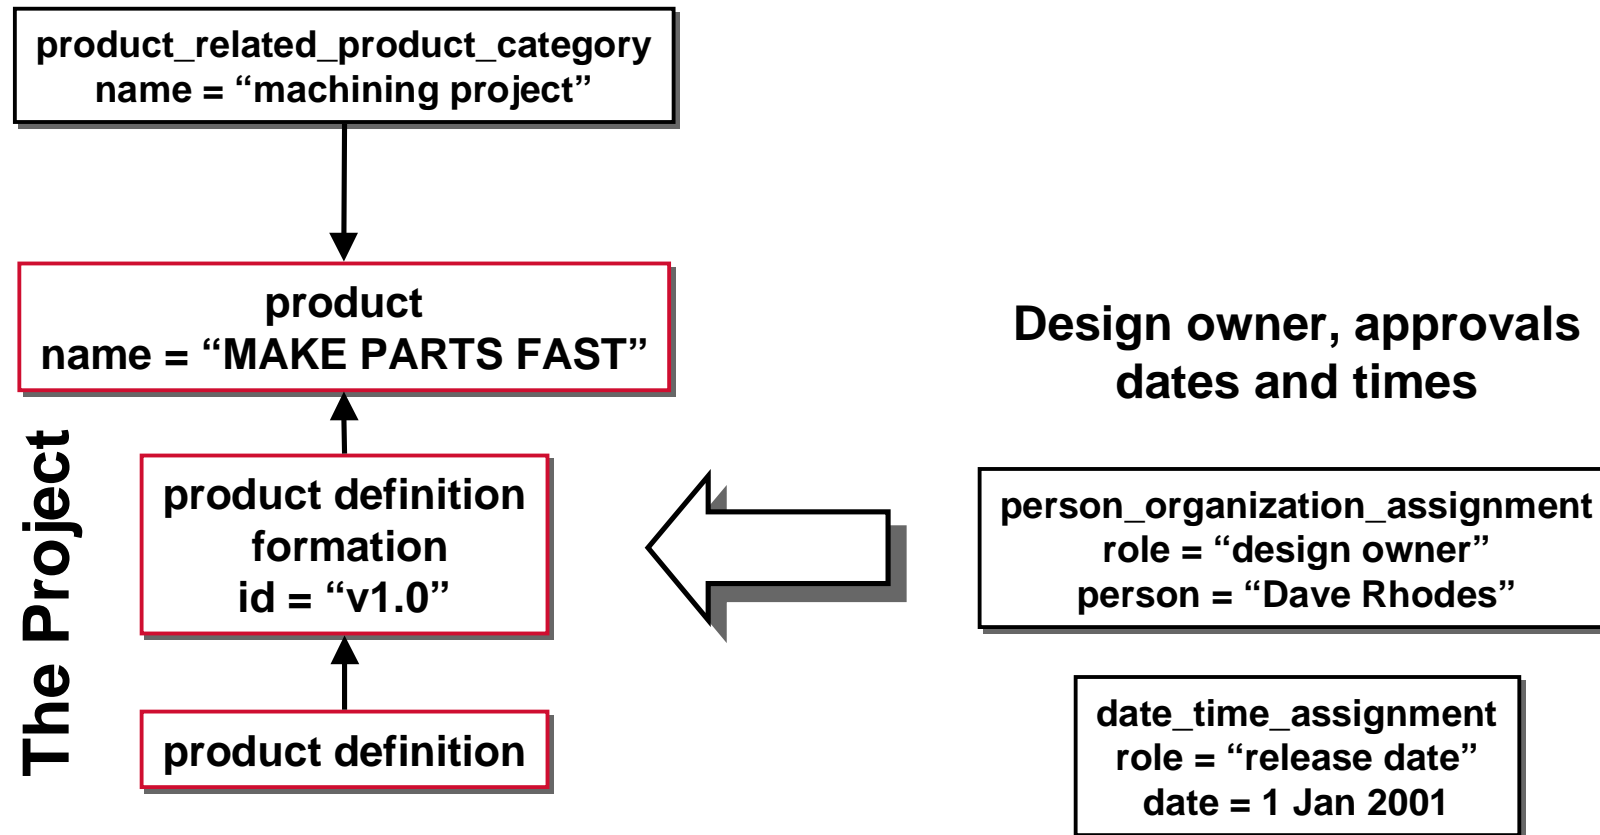 product_related_product_category
name = “machining project”
product
name = “MAKE PARTS FAST”
The Project
product definition
formation
id = “v1.0”
product definition
Design owner, approvals
dates and times
person_organization_assignment
role = “design owner”
person = “Dave Rhodes”
date_time_assignment
role = “release date”
date = 1 Jan 2001